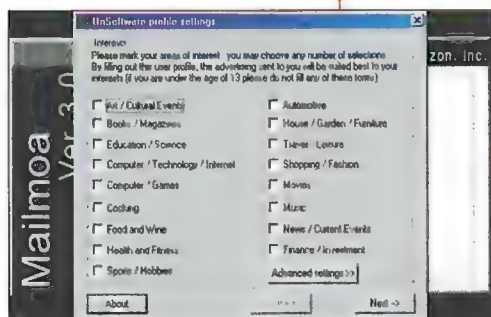 OnSoftware profile settings
Interests
Please mark your areas of interest you may choose any number of selections
By filling out the user profile, the advertising sent to you will be suited best to your
interests (if you are under the age of 13 please do not fill any of these forms)
Art / Cultural Events
Automotive
Books / Magazines
House / Garden / Furniture
Education / Science
Travel Leisure
Computer / Technology / Internet
Shopping / Fashion
Computer / Games
Movies
Cooking
Music
Food and Wine
News / Current Events
Health and Fitness
Finance / Investment
Sports / Hobbies
Advanced settings >>
About
Next ->
Mailmoa
Ver 3.0
zon. inc.